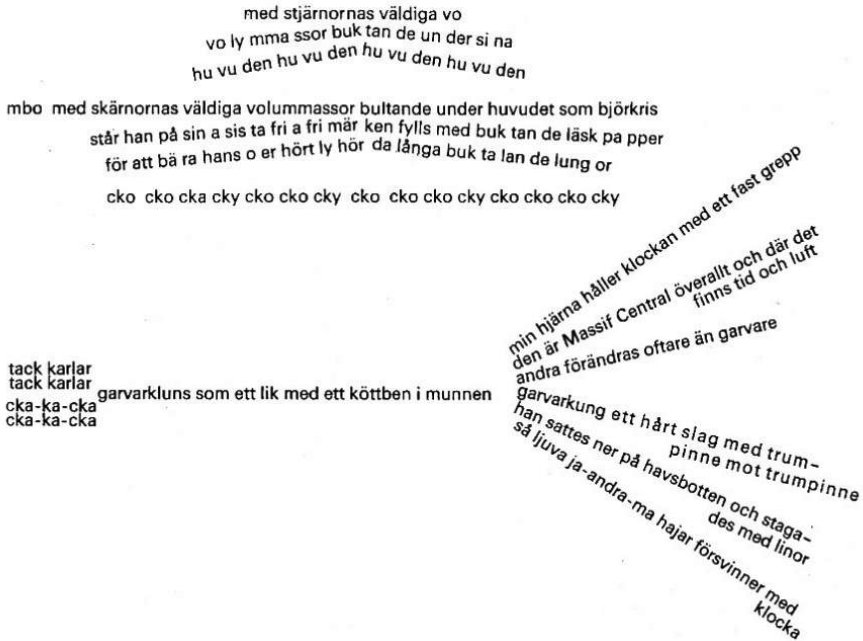 med stjärnornas väldiga vo
vo ly mma ssor buk tan de un der si na
hu vu den hu vu den hu vu den hu vu den
mbo med skärnornas väldiga volummassor bultande under huvudet som björkris
står han på sin a sis ta fri a fri mär ken fylls med buk tan de läsk pa pper
för att bä ra hans o er hört ly hör da långa buk ta lan de lung or
cko cko cka cky cko cko cky cko cko cko cky cko cko cko cky
min hjärna håller klockan med ett fast grepp
den är Massif Central överallt och där det
finns tid och luft
andra förändras oftare än garvare
tack karlar
tack karlar
cka-ka-cka
cka-ka-cka
garvarkluns som ett lik med ett köttben i munnen
garvarkung ett hårt slag med trum-
pinne mot trumpinne
han sattes ner på havsbotten och staga-
des med linor
så ljuva ja-andra-ma hajar försvinner med
klocka